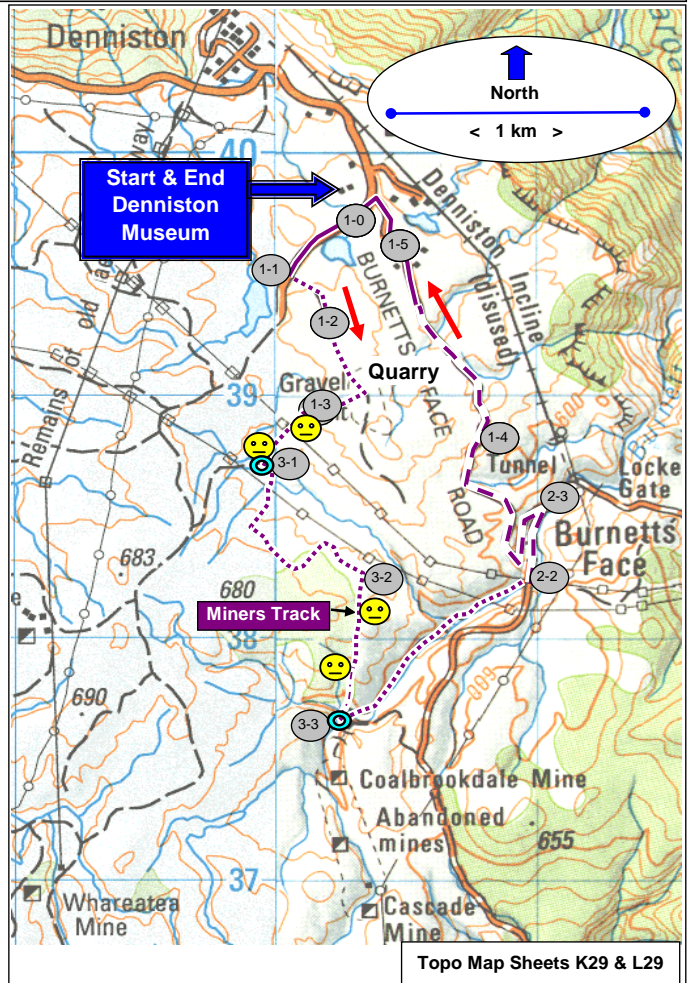 Denniston
North
< 1 km >
40
Start & End
Denniston
Museum
Denniston
Incline
disused
1-0
1-5
1-1
BURNETTS
FACE
ROAD
1-2
Remains of old
way
Quarry
39
Gravel
1-3
600
1-4
3-1
Tunnel
Locke
Gate
2-3
Burnetts
Face
683
680
3-2
2-2
Miners Track
38
690
600
3-3
Coalbrookdale Mine
Abandoned
mines
655
37
Whareatea
Mine
Cascade
Mine
Topo Map Sheets K29 & L29